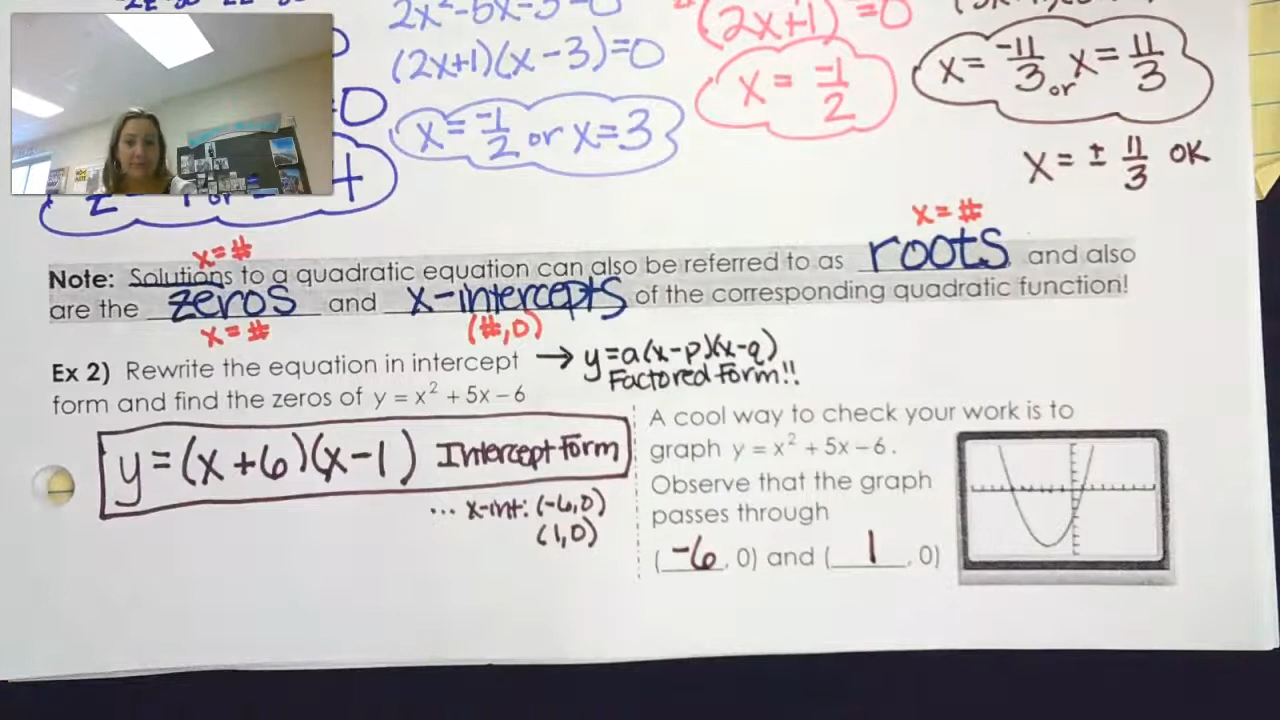 2x² - 5x - 3 = 0
(2x+1)(x-3)=0
=0
x = -1/2 or x=3
(2x+1) =0
x = -1/2
x = -11/3 or x = 11/3
x = ± 11/3 OK
x=#
x=#
Note: Solutions to a quadratic equation can also be referred to as roots and also
are the zeros and x-intercepts of the corresponding quadratic function!
x=#
(#,0)
Ex 2) Rewrite the equation in intercept → y=a(x-p)(x-q)
form and find the zeros of y = x² + 5x – 6
Factored Form!!
y=(x+6)(x-1) Intercept Form
... x-int: (-6,0)
(1,0)
A cool way to check your work is to
graph y = x² + 5x – 6.
Observe that the graph
passes through
(-6, 0) and (1, 0)